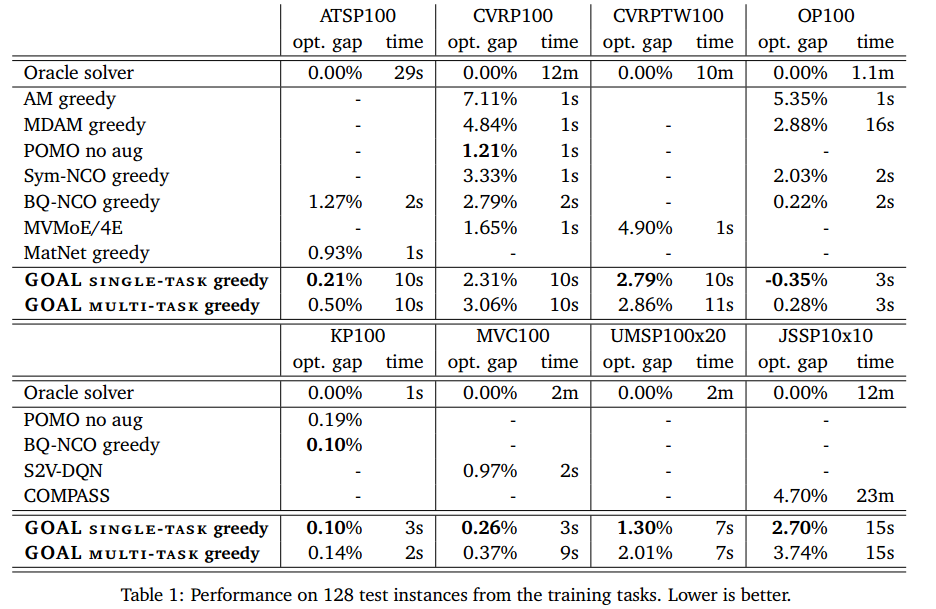 ATSP100 CVRP100 CVRPTW100 OP100
opt. gap time opt. gap time opt. gap time opt. gap time
Oracle solver 0.00% 29s 0.00% 12m 0.00% 10m 0.00% 1.1m
AM greedy - 7.11% 1s 5.35% 1s
MDAM greedy - 4.84% 1s - 2.88% 16s
POMO no aug - 1.21% 1s - -
Sym-NCO greedy - 3.33% 1s 2.03% 2s
BQ-NCO greedy 1.27% 2s 2.79% 2s - 0.22% 2s
MVMoE/4E - 1.65% 1s 4.90% 1s -
MatNet greedy 0.93% 1s - - -
GOAL SINGLE-TASK greedy 0.21% 10s 2.31% 10s 2.79% 10s -0.35% 3s
GOAL MULTI-TASK greedy 0.50% 10s 3.06% 10s 2.86% 11s 0.28% 3s
KP100 MVC100 UMSP100x20 JSSP10x10
opt. gap time opt. gap time opt. gap time opt. gap time
Oracle solver 0.00% 1s 0.00% 2m 0.00% 2m 0.00% 12m
POMO no aug 0.19% - - -
BQ-NCO greedy 0.10% - - -
S2V-DQN - 0.97% 2s - -
COMPASS - - - 4.70% 23m
GOAL SINGLE-TASK greedy 0.10% 3s 0.26% 3s 1.30% 7s 2.70% 15s
GOAL MULTI-TASK greedy 0.14% 2s 0.37% 9s 2.01% 7s 3.74% 15s
Table 1: Performance on 128 test instances from the training tasks. Lower is better.